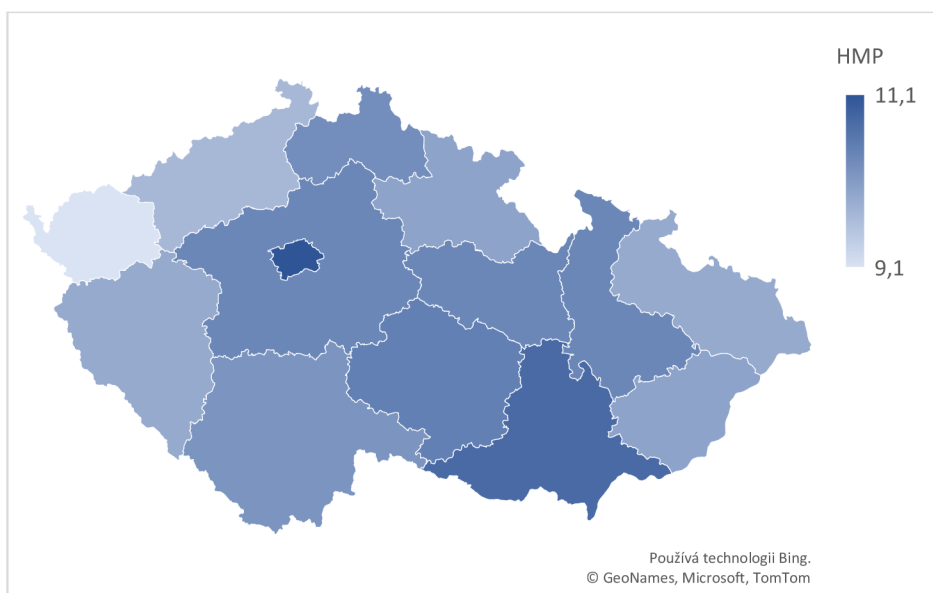 HMP
11,1
9,1
Používá technologii Bing.
© GeoNames, Microsoft, TomTom